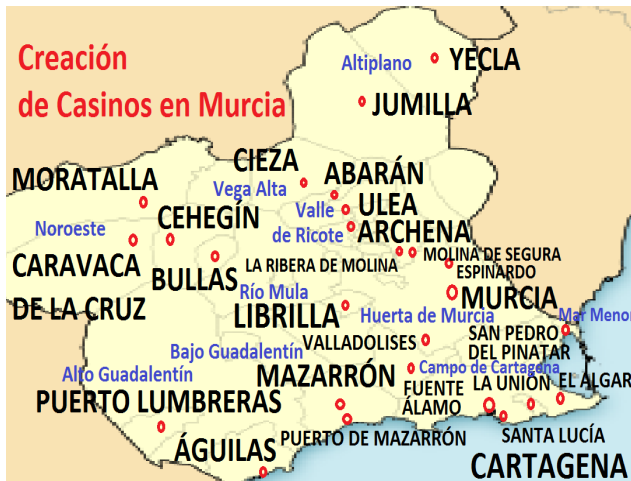 Creación
de Casinos en Murcia
Altiplano
YECLA
JUMILLA
CIEZA
ABARÁN
MORATALLA
Vega Alta
Valle
ULEA
CEHEGÍN
Noroeste
de Ricote
ARCHENA
CARAVACA
DE LA CRUZ
BULLAS
LA RIBERA DE MOLINA
MOLINA DE SEGURA
ESPINARDO
Río Mula
MURCIA
LIBRILLA
Huerta de Murcia
Mar Menor
VALLADOLISES
SAN PEDRO
DEL PINATAR
Bajo Guadalentín
Alto Guadalentín
MAZARRÓN
Campo de Cartagena
FUENTE
ÁLAMO
LA UNIÓN
EL ALGAR
PUERTO LUMBRERAS
PUERTO DE MAZARRÓN
SANTA LUCÍA
ÁGUILAS
CARTAGENA